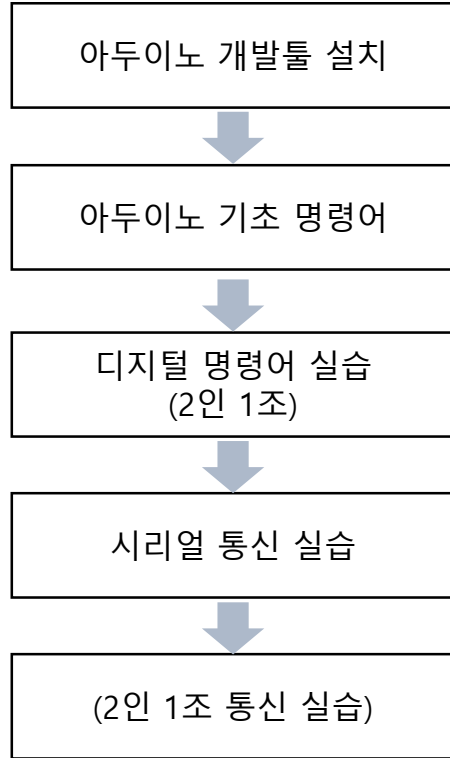 아두이노 개발툴 설치
아두이노 기초 명령어
디지털 명령어 실습
(2인 1조)
시리얼 통신 실습
(2인 1조 통신 실습)